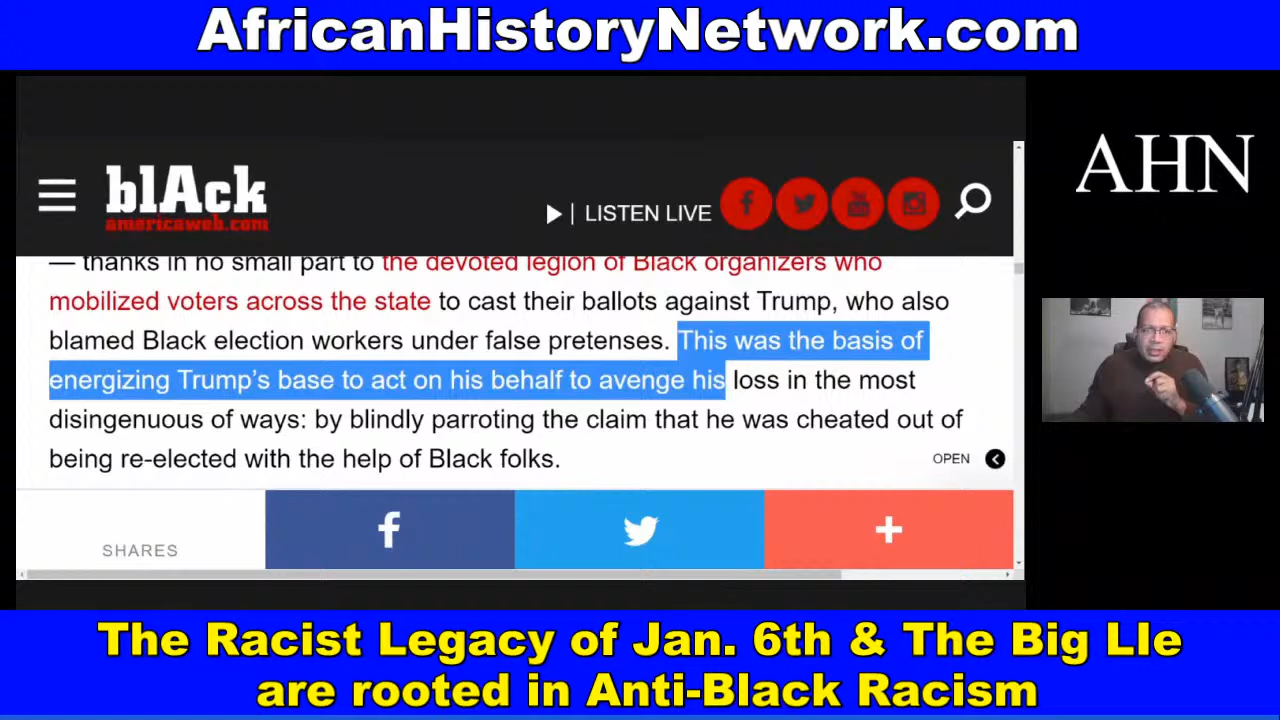 AfricanHistoryNetwork.com
AHN
blAck
americaweb.com
LISTEN LIVE
— thanks in no small part to the devoted legion of Black organizers who
mobilized voters across the state to cast their ballots against Trump, who also
blamed Black election workers under false pretenses. This was the basis of
energizing Trump's base to act on his behalf to avenge his loss in the most
disingenuous of ways: by blindly parroting the claim that he was cheated out of
being re-elected with the help of Black folks.
OPEN
SHARES
The Racist Legacy of Jan. 6th & The Big LIe
are rooted in Anti-Black Racism